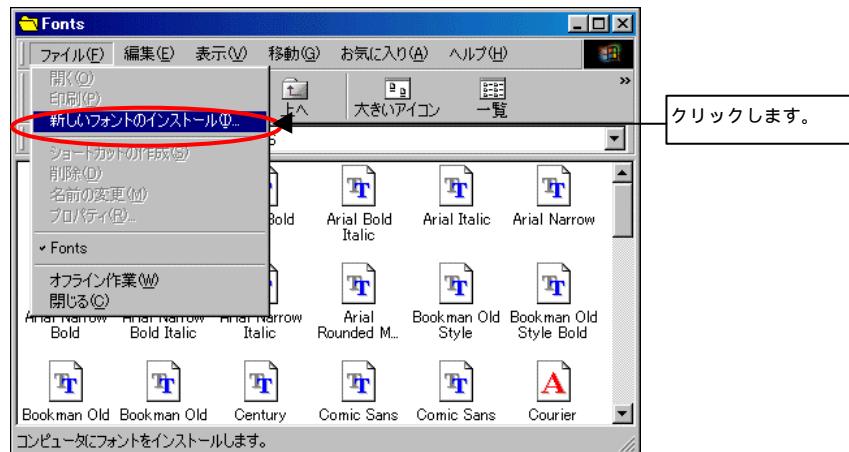 Fonts
ファイル(F) 編集(E) 表示(V) 移動(G) お気に入り(A) ヘルプ(H)
開く(O)
印刷(P)
新しいフォントのインストール(I)...
ショートカットの作成(S)
削除(D)
名前の変更(M)
プロパティ(R)...
Fonts
オフライン作業(W)
閉じる(C)
上へ 大きいアイコン 一覧 »
クリックします。
Bold Arial Bold Italic Arial Italic Arial Narrow
Arial Narrow Bold Arial Narrow Bold Italic Arial Narrow Italic Arial Rounded M... Bookman Old Style Bookman Old Style Bold
Bookman Old Bookman Old Century Comic Sans Comic Sans Courier
コンピュータにフォントをインストールします。